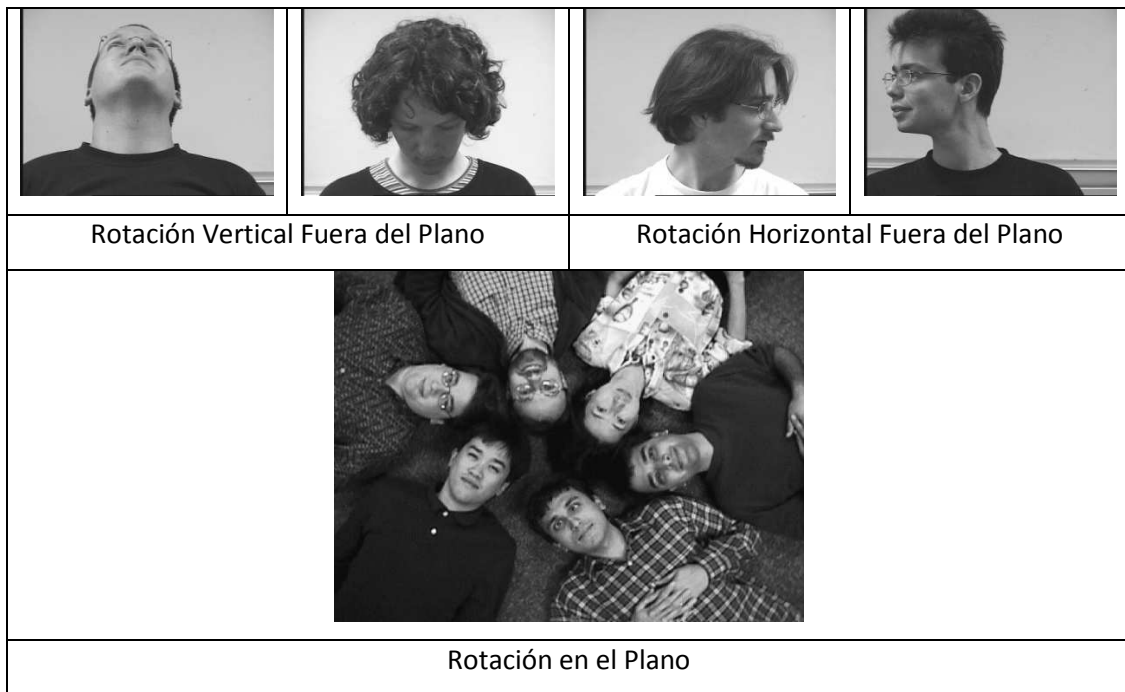 Rotación Vertical Fuera del Plano
Rotación Horizontal Fuera del Plano
Rotación en el Plano